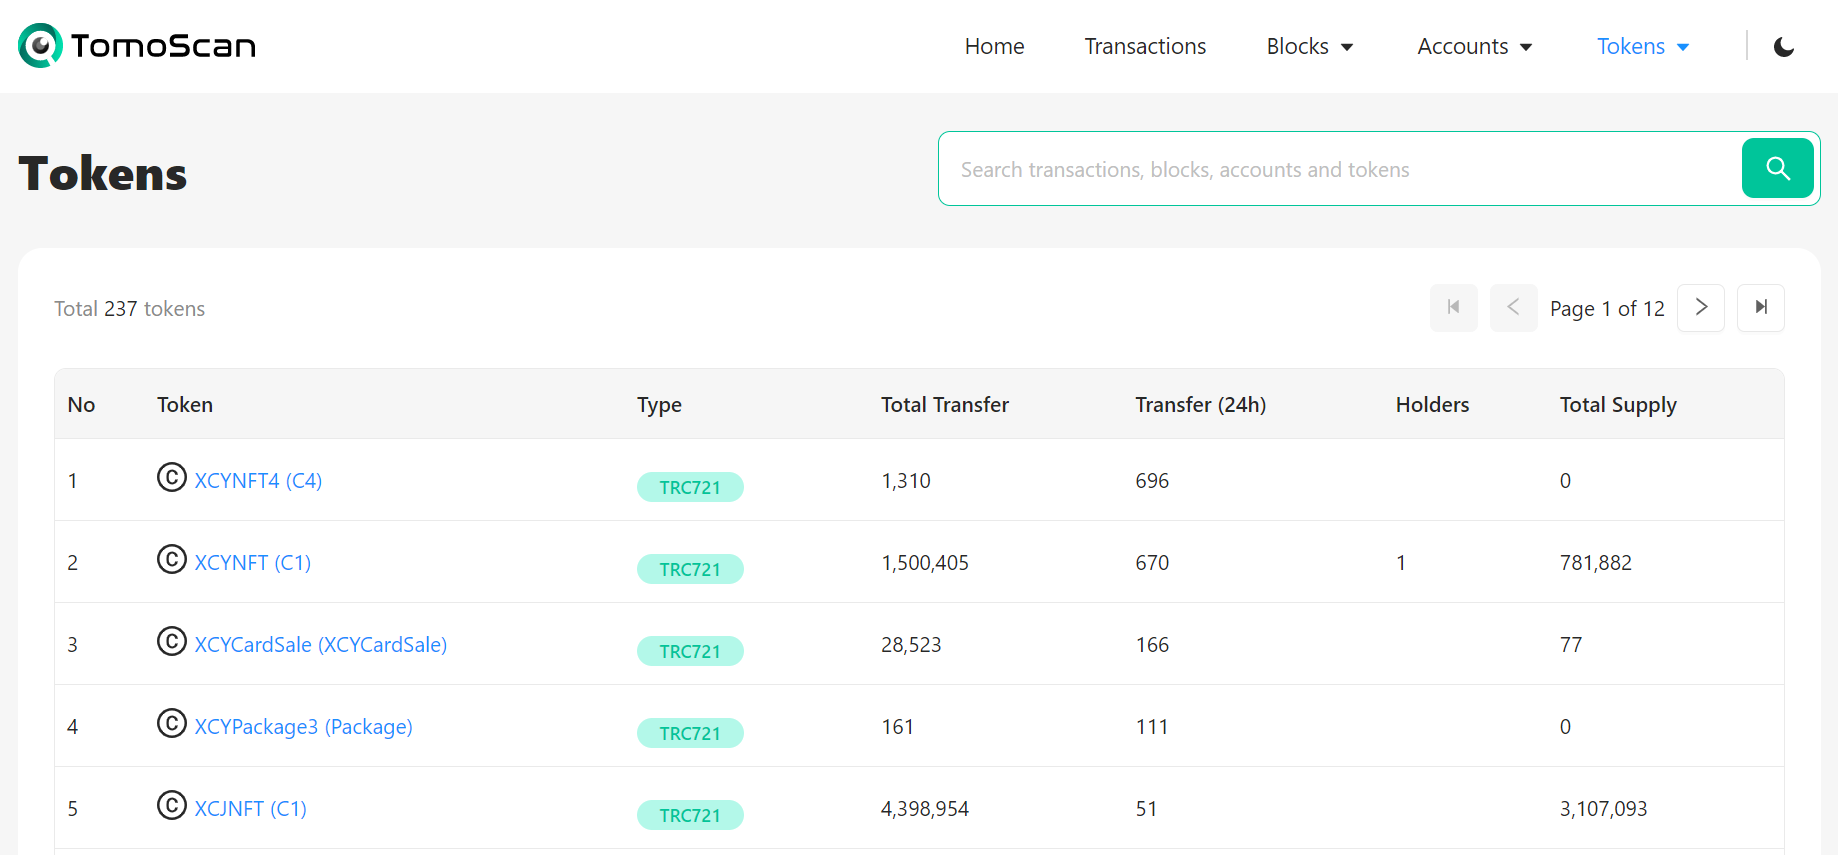 TomoScan
Home Transactions Blocks Accounts Tokens
Tokens
Search transactions, blocks, accounts and tokens
Total 237 tokens
Page 1 of 12
No Token Type Total Transfer Transfer (24h) Holders Total Supply
1 © XCYNFT4 (C4) TRC721 1,310 696 0
2 © XCYNFT (C1) TRC721 1,500,405 670 1 781,882
3 © XCYCardSale (XCYCardSale) TRC721 28,523 166 77
4 © XCYPackage3 (Package) TRC721 161 111 0
5 © XCJNFT (C1) TRC721 4,398,954 51 3,107,093